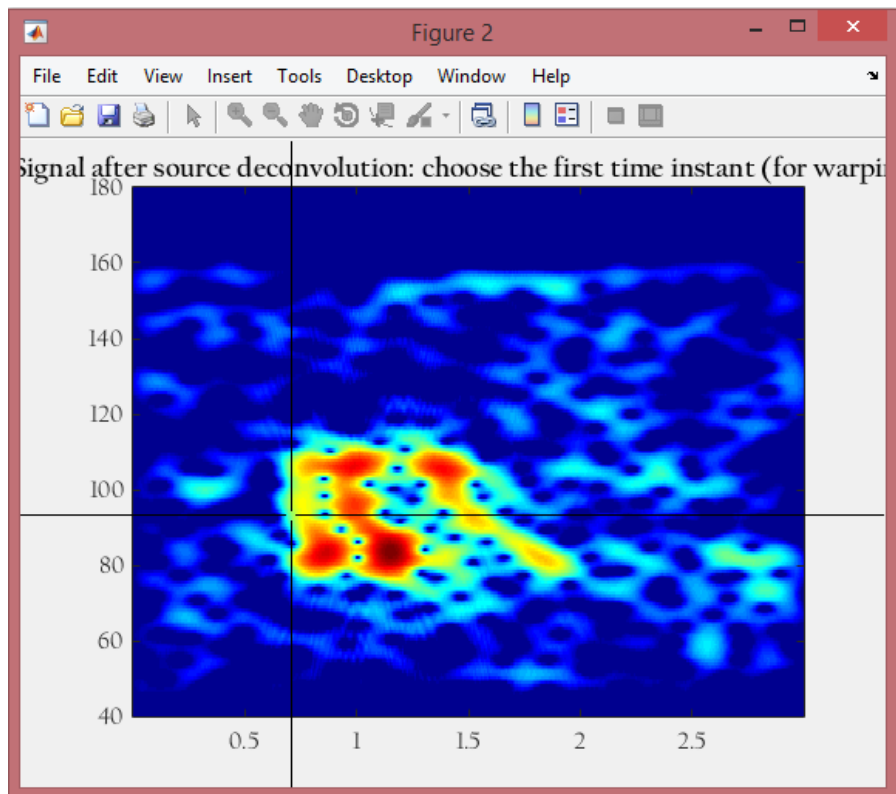 Figure 2
File Edit View Insert Tools Desktop Window Help
Signal after source deconvolution: choose the first time instant (for warpin
180
160
140
120
100
80
60
40
0.5 1 1.5 2 2.5